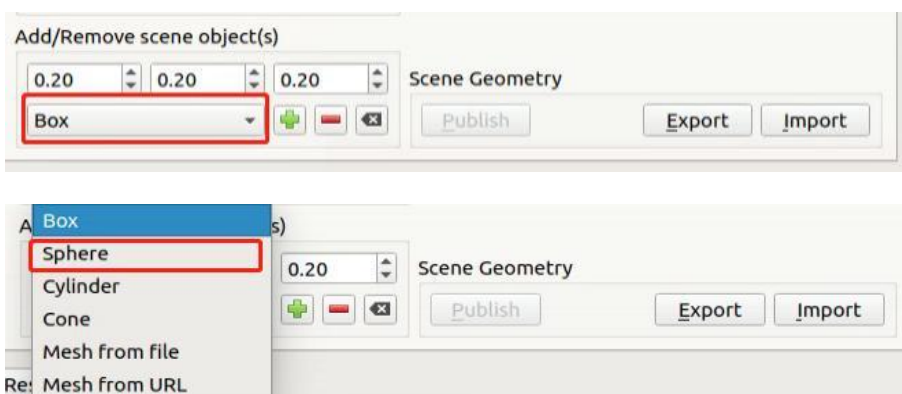 Add/Remove scene object(s)
0.20 0.20 0.20 Scene Geometry
Box Publish Export Import
A Box s)
Sphere 0.20 Scene Geometry
Cylinder
Cone Publish Export Import
Mesh from file
Res Mesh from URL